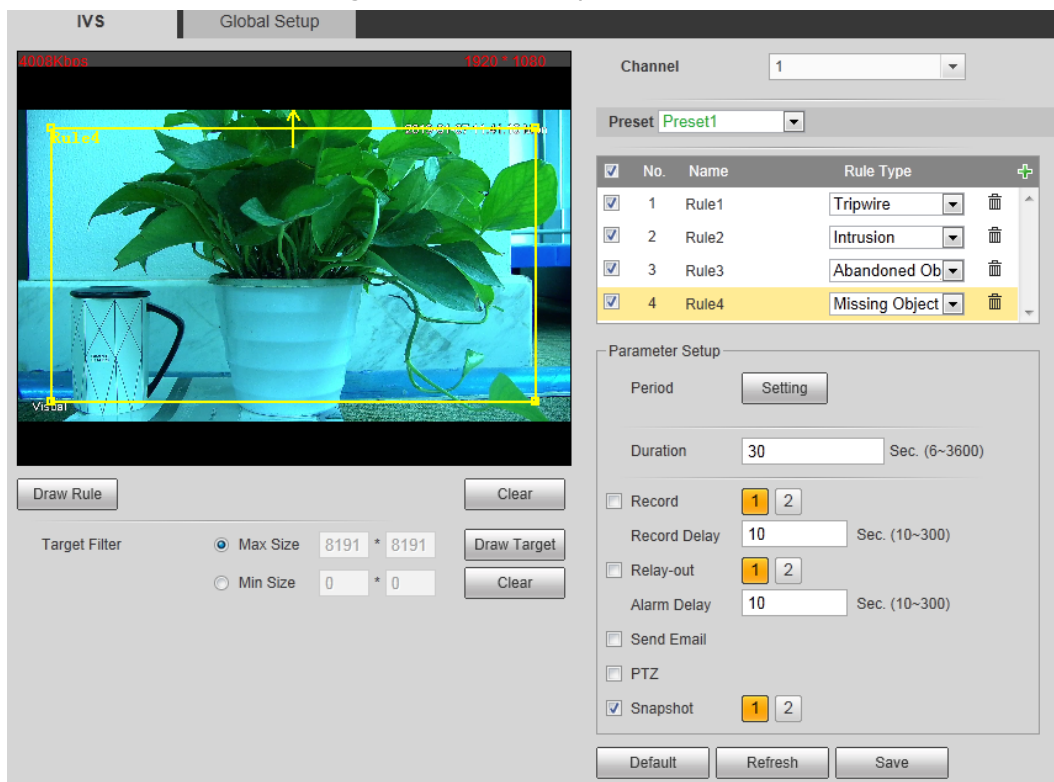 IVS Global Setup
4008Kbps 1920 * 1080
Rule4
Visual
Draw Rule Clear
Target Filter Max Size 8191 * 8191 Draw Target
Min Size 0 * 0 Clear
Channel 1
Preset Preset1
No. Name Rule Type
1 Rule1 Tripwire
2 Rule2 Intrusion
3 Rule3 Abandoned Ob
4 Rule4 Missing Object
Parameter Setup
Period Setting
Duration 30 Sec. (6~3600)
Record 1 2
Record Delay 10 Sec. (10~300)
Relay-out 1 2
Alarm Delay 10 Sec. (10~300)
Send Email
PTZ
Snapshot 1 2
Default Refresh Save